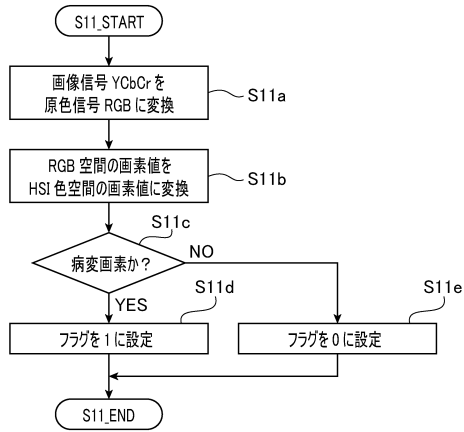 S11_START
画像信号 YCbCr を
原色信号 RGB に変換
S11a
RGB 空間の画素値を
HSI 色空間の画素値に変換
S11b
S11c
病変画素か？
NO
YES
S11d
S11e
フラグを 1 に設定
フラグを 0 に設定
S11_END